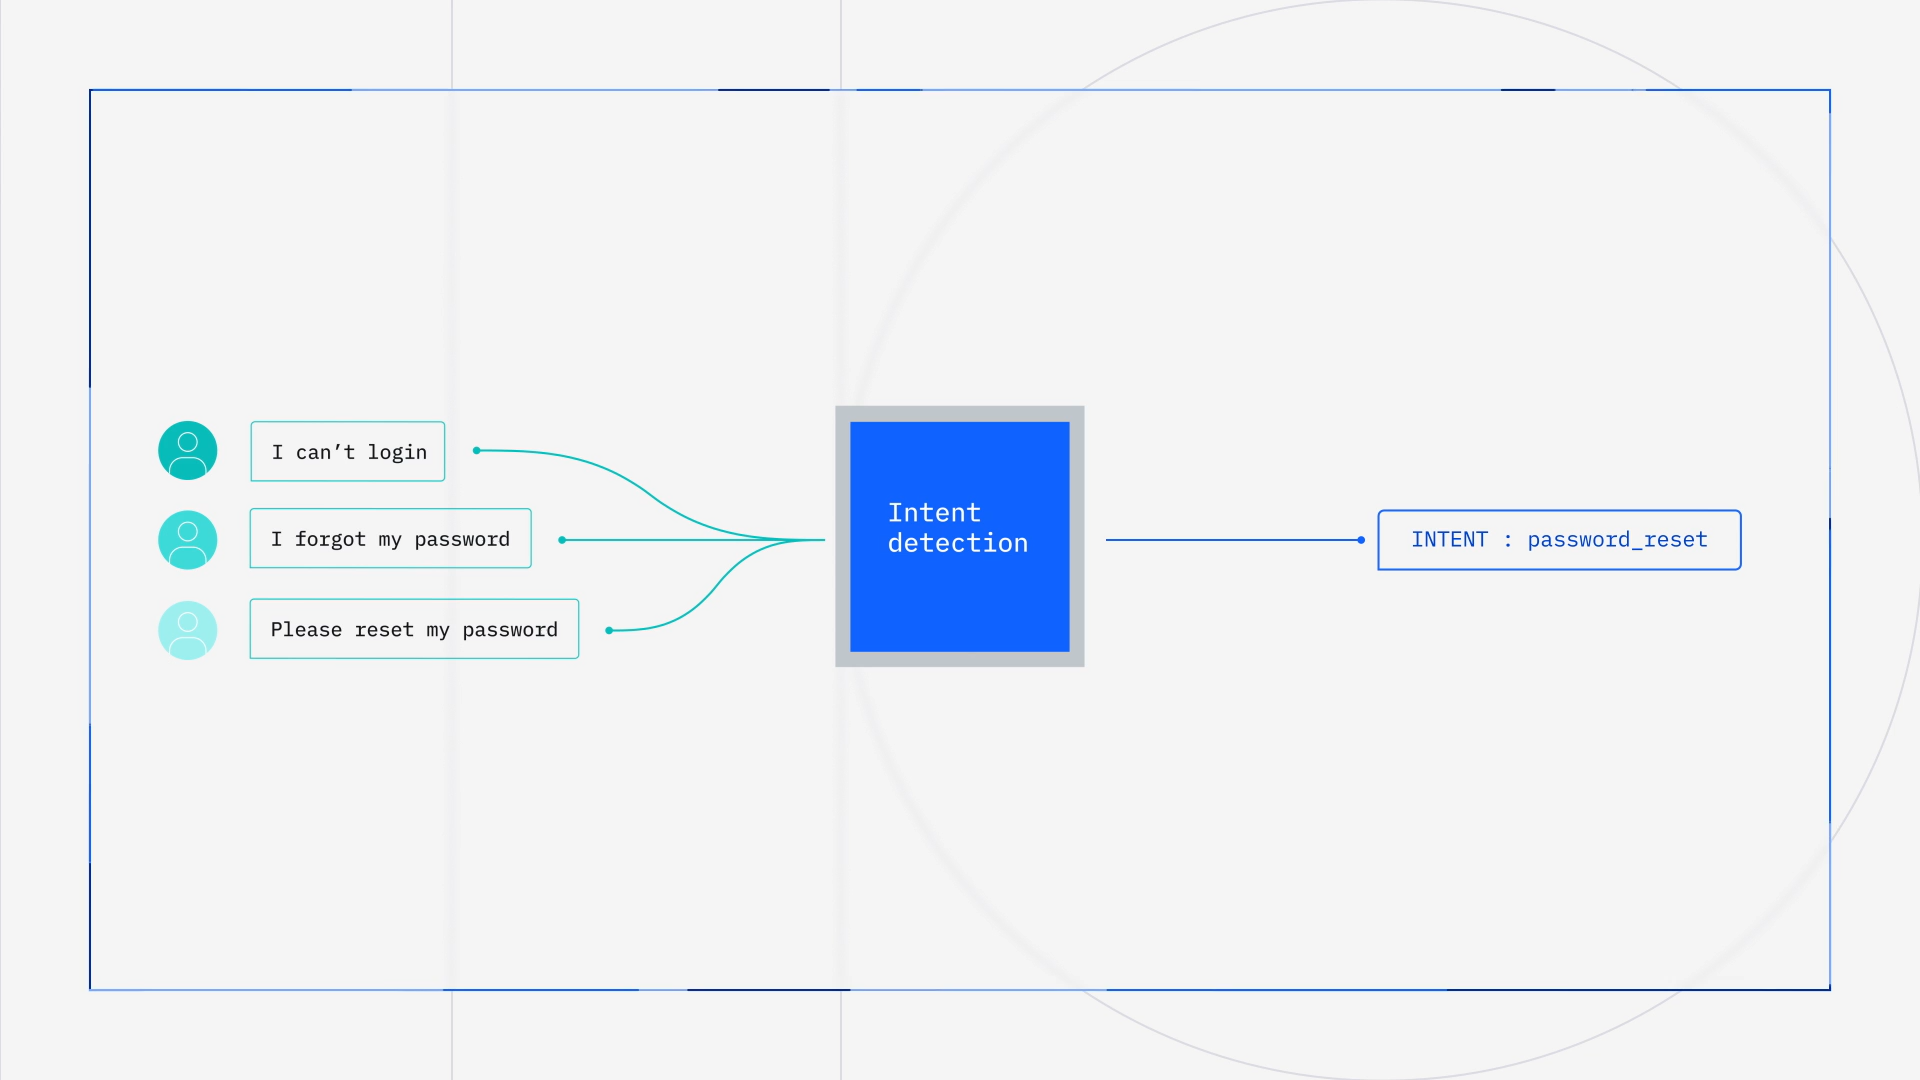 I can’t login
I forgot my password
Please reset my password
Intent
detection
INTENT : password_reset